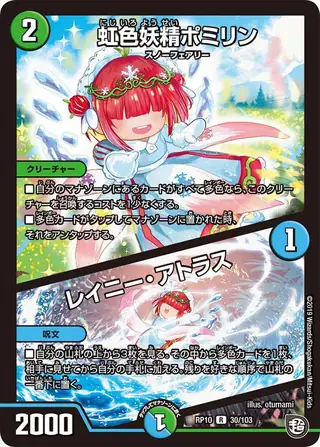 2
にじいろようせい
虹色妖精ポミリン
スノーフェアリー
クリーチャー
■自分のマナゾーンにあるカードがすべて多色なら、このクリー
チャーを召喚するコストを1少なくする。
■多色カードがタップしてマナゾーンに置かれた時、
それをアンタップする。
1
レイニー・アトラス
呪文
■自分の山札の上から3枚を見る。その中から多色カードを1枚、
相手に見せてから自分の手札に加える。残りを好きな順序で山札の
一番下に置く。
illus. otumami
2000
1
RP10 R 30/103